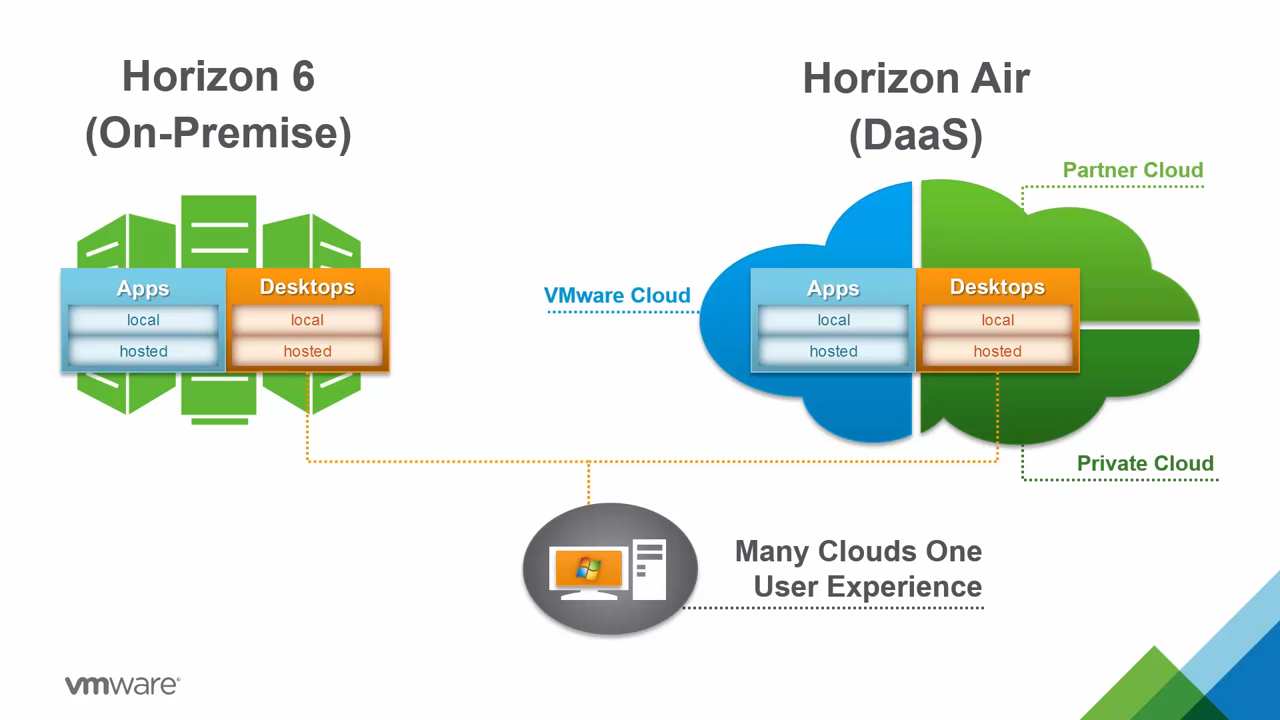 Horizon 6
(On-Premise)
Horizon Air
(DaaS)
Partner Cloud
Apps
local
hosted
Desktops
local
hosted
VMware Cloud
Apps
local
hosted
Desktops
local
hosted
Private Cloud
Many Clouds One
User Experience
vmware®